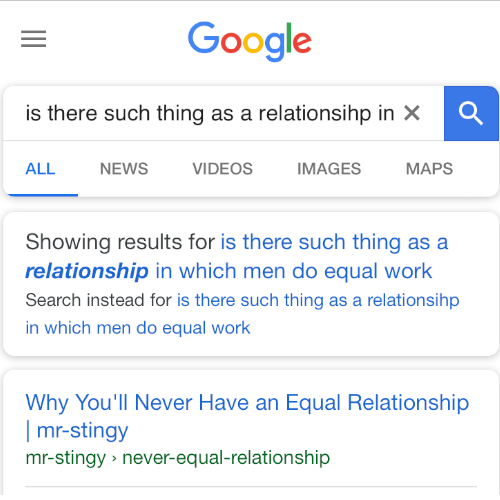 Google
is there such thing as a relationsihp in
ALL NEWS VIDEOS IMAGES MAPS
Showing results for is there such thing as a
relationship in which men do equal work
Search instead for is there such thing as a relationsihp
in which men do equal work
Why You'll Never Have an Equal Relationship
| mr-stingy
mr-stingy › never-equal-relationship